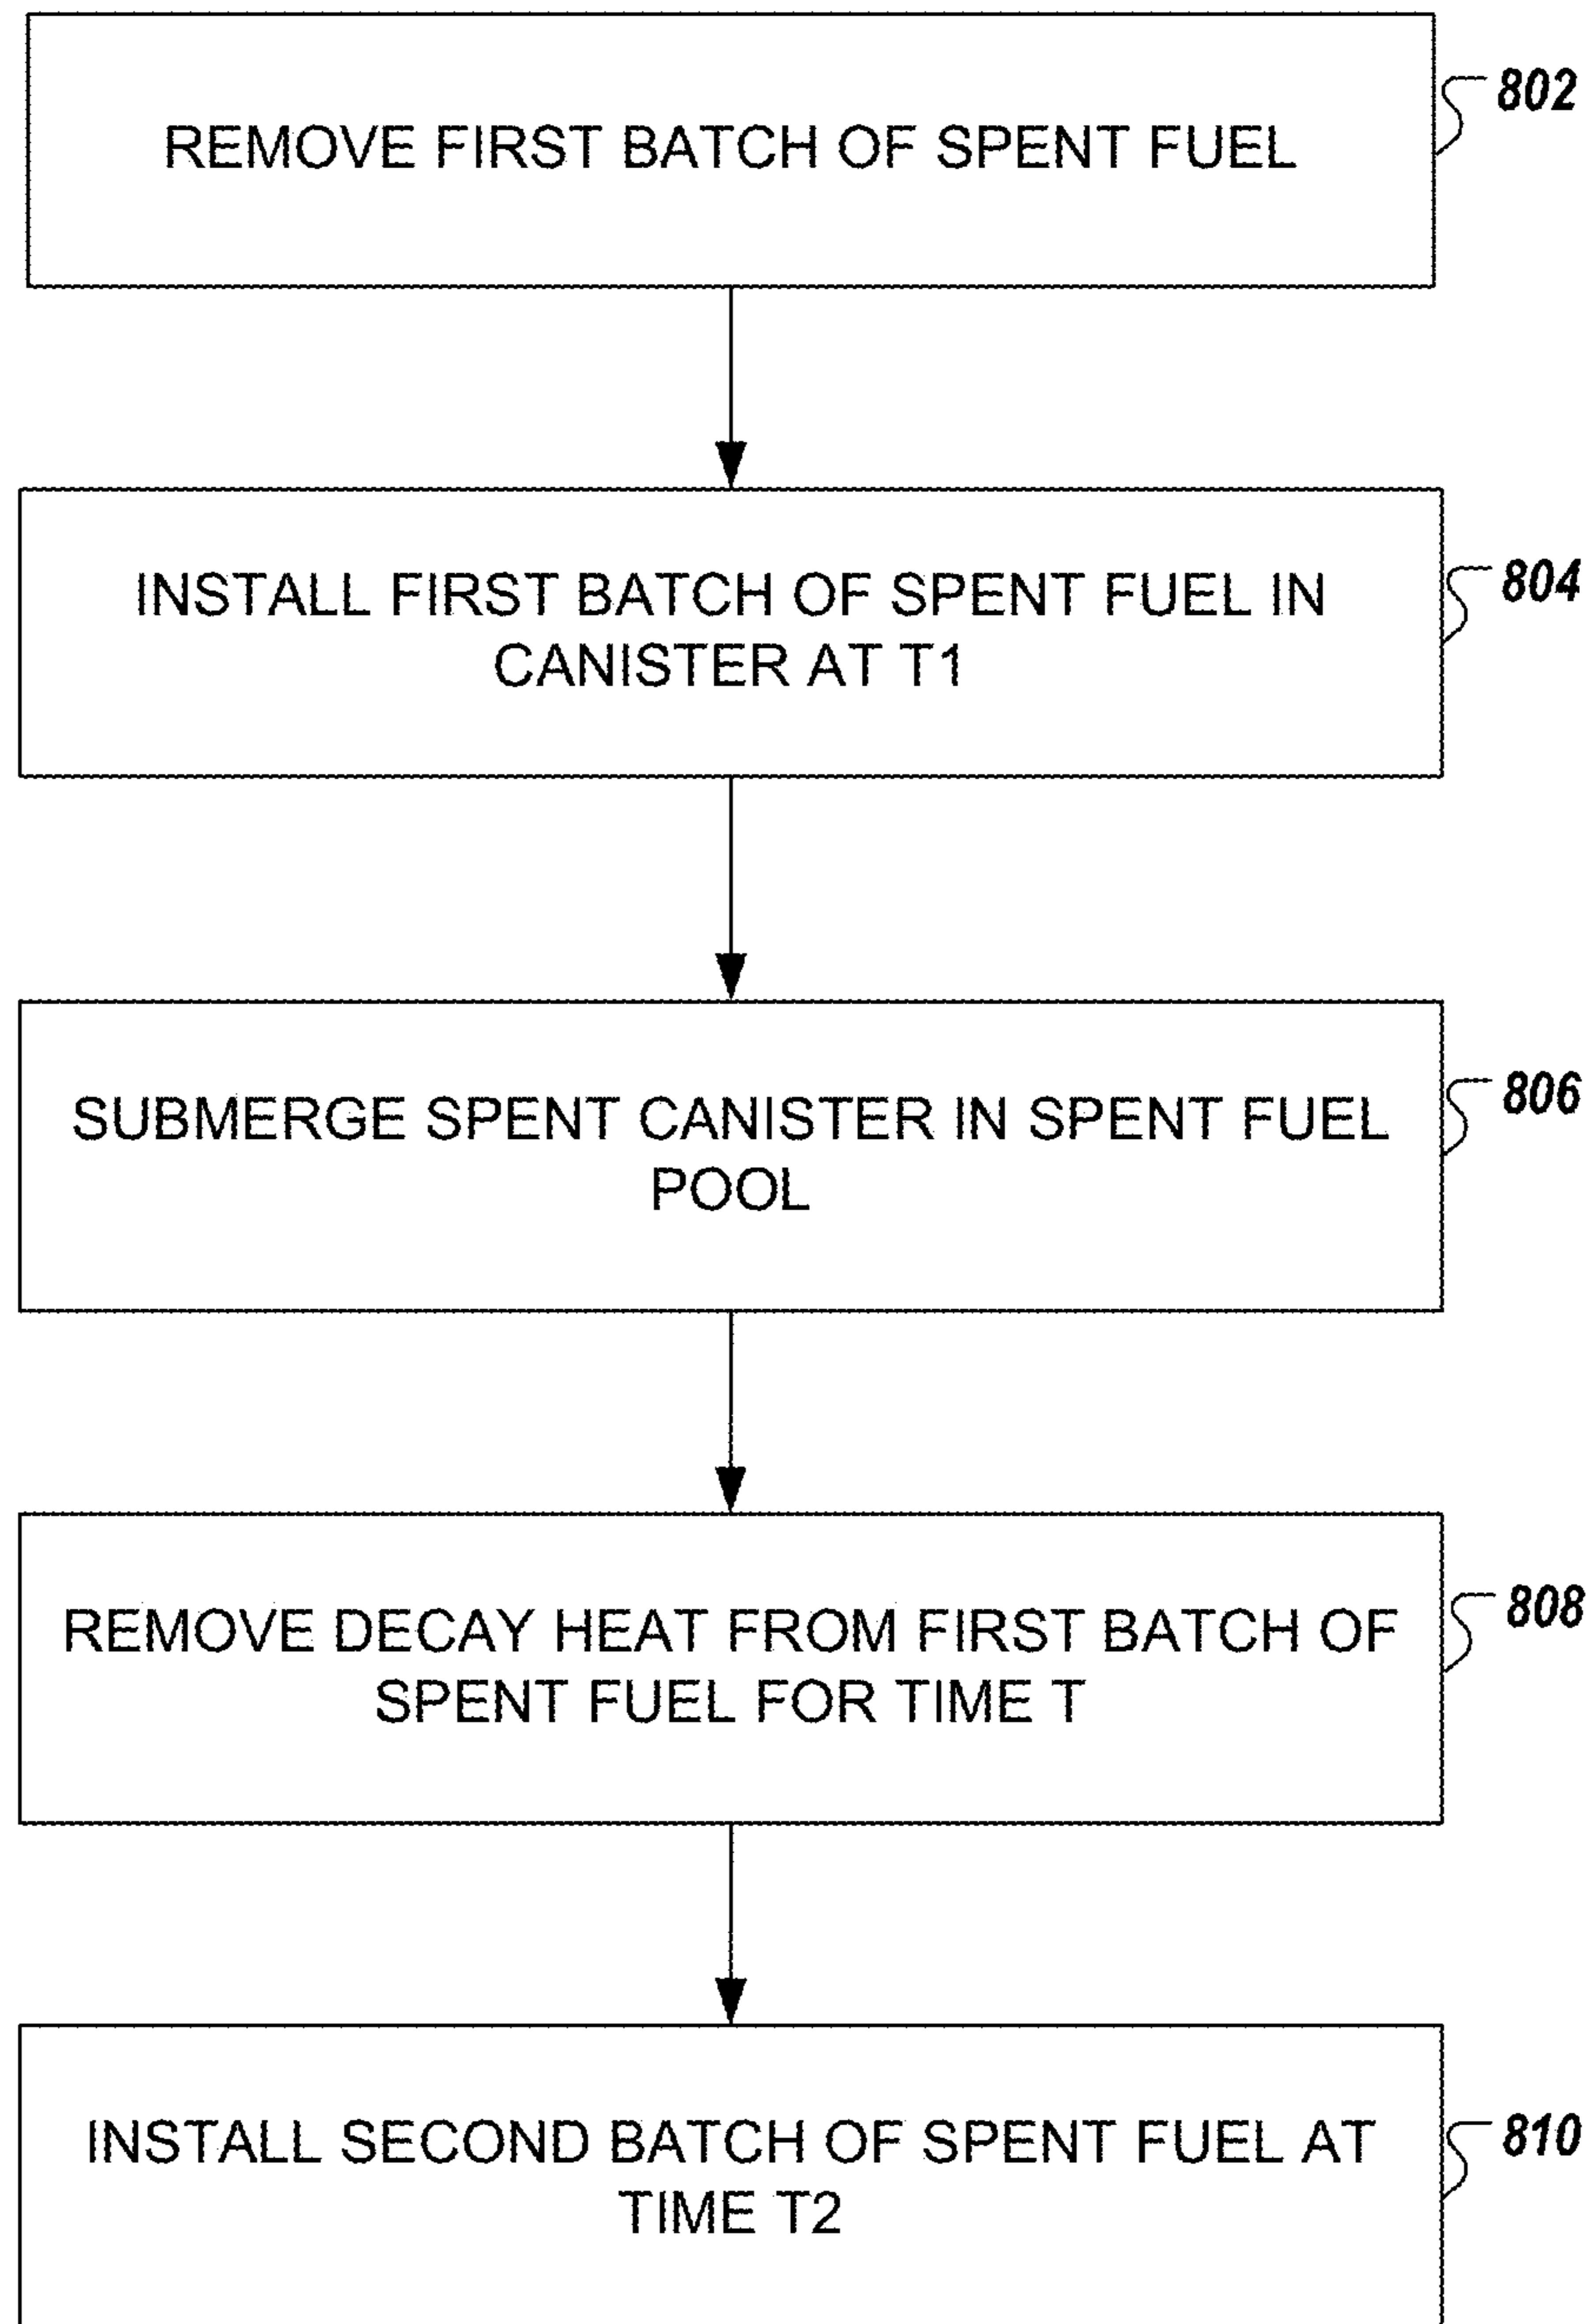 REMOVE FIRST BATCH OF SPENT FUEL
802
INSTALL FIRST BATCH OF SPENT FUEL IN
CANISTER AT T1
804
SUBMERGE SPENT CANISTER IN SPENT FUEL
POOL
806
REMOVE DECAY HEAT FROM FIRST BATCH OF
SPENT FUEL FOR TIME T
808
INSTALL SECOND BATCH OF SPENT FUEL AT
TIME T2
810